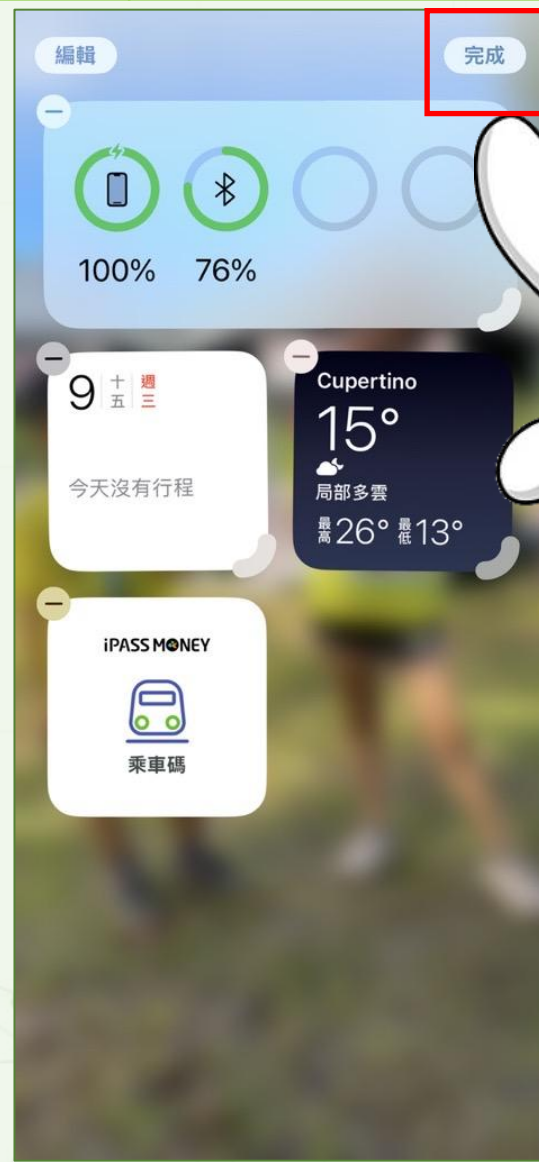 編輯
完成
100%
76%
9 十五 週三
今天沒有行程
Cupertino
15°
局部多雲
最高26° 最低13°
iPASS MONEY
乘車碼